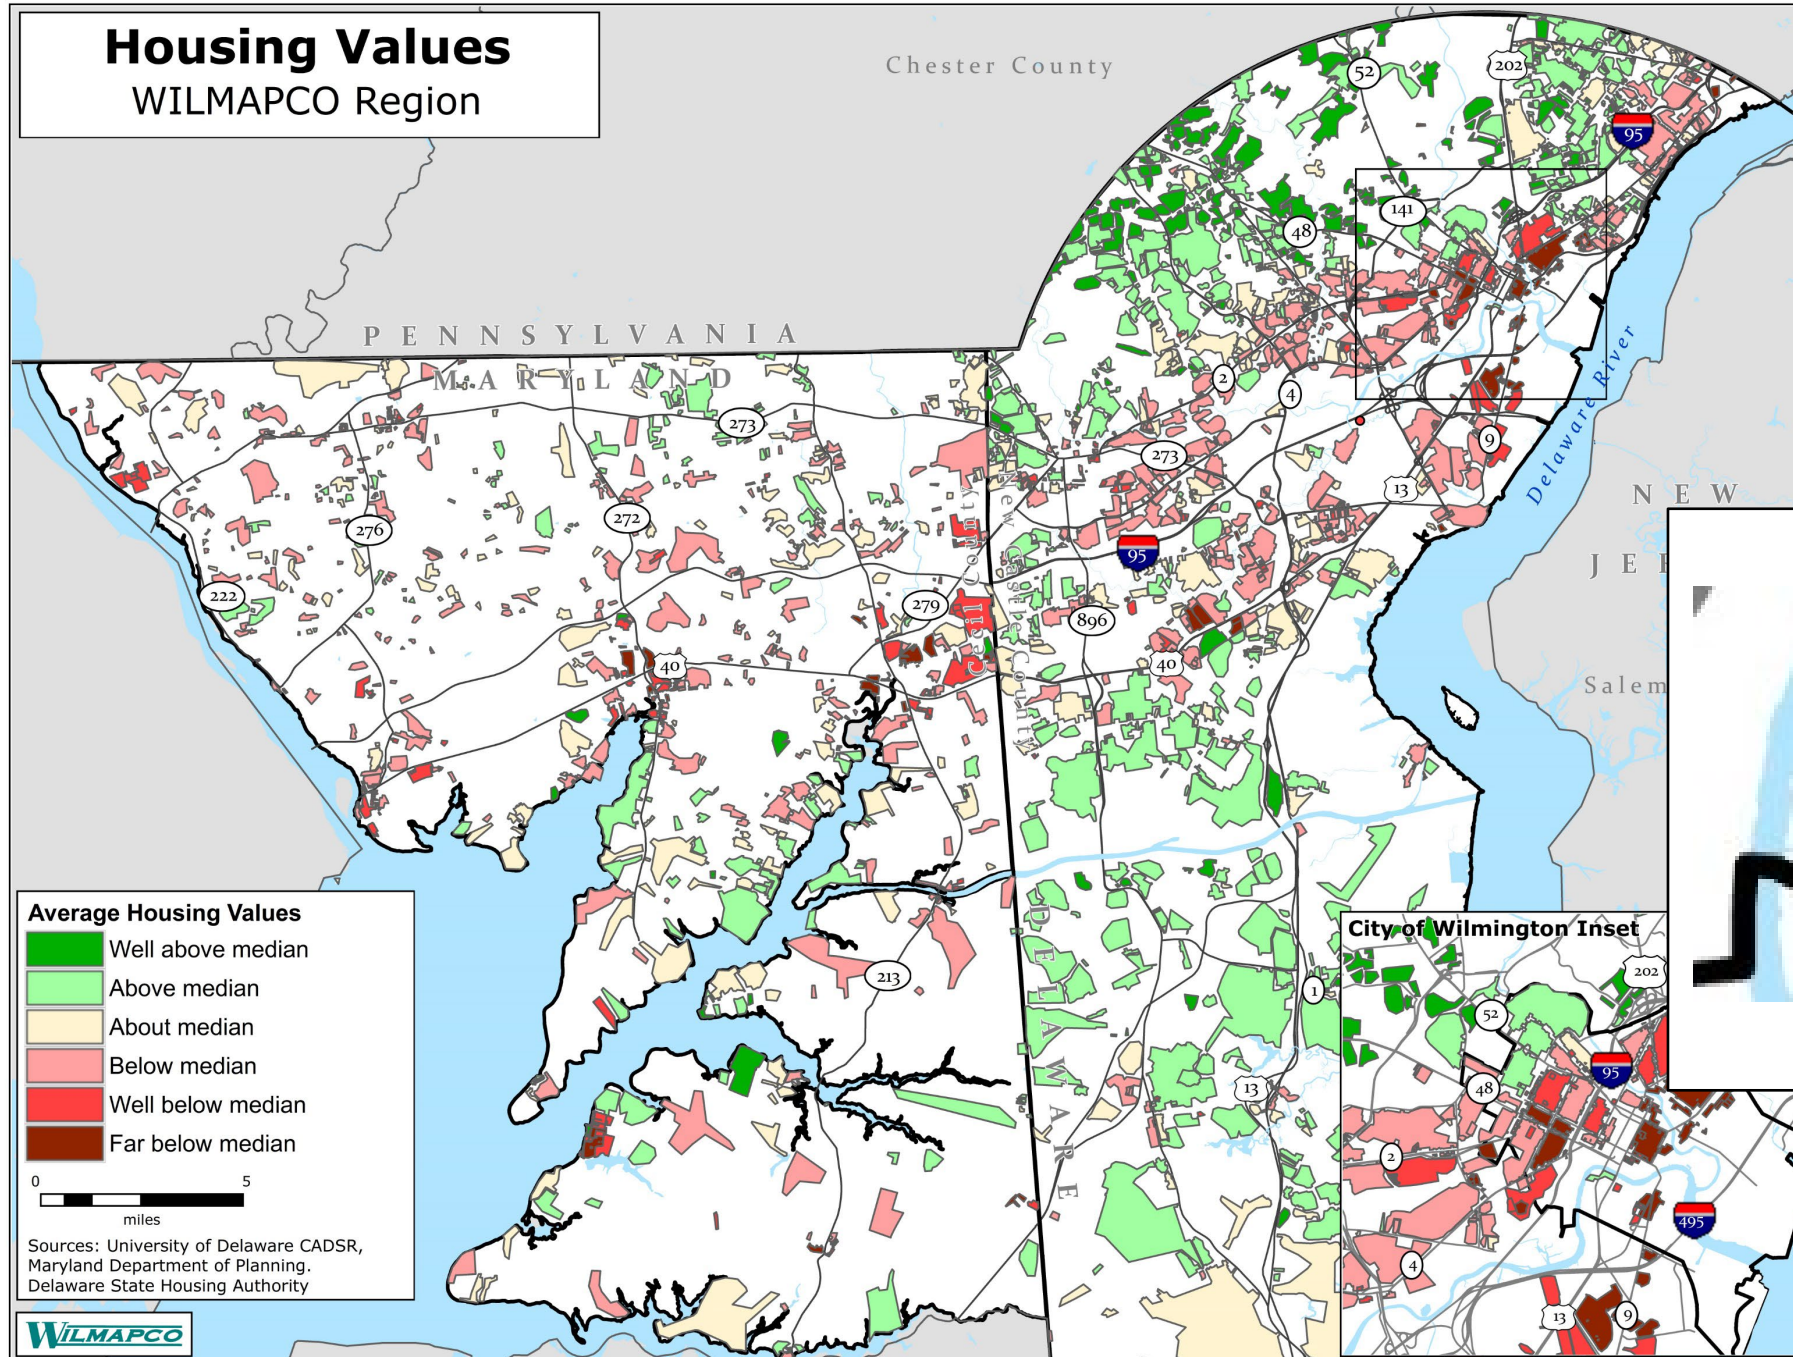 Housing Values
WILMAPCO Region
Chester County
52
202
95
141
48
PENNSYLVANIA
MARYLAND
273
2
4
273
9
13
Delaware River
NEW
JE
276
272
222
279
95
896
Cecil County
New Castle County
40
40
Salem
213
DELAWARE
1
13
Average Housing Values
Well above median
Above median
About median
Below median
Well below median
Far below median
0 5
miles
Sources: University of Delaware CADSR,
Maryland Department of Planning.
Delaware State Housing Authority
WILMAPCO
City of Wilmington Inset
202
52
95
48
2
495
4
13
9